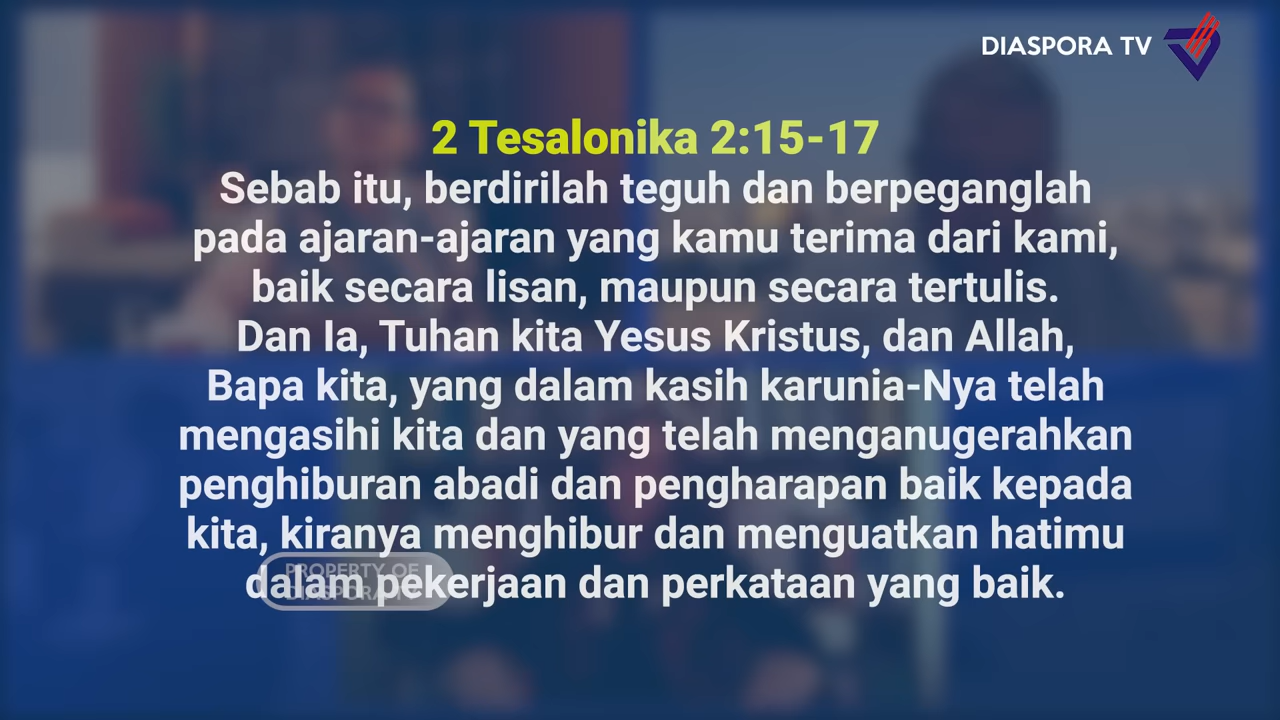 DIASPORA TV
2 Tesalonika 2:15-17
Sebab itu, berdirilah teguh dan berpeganglah
pada ajaran-ajaran yang kamu terima dari kami,
baik secara lisan, maupun secara tertulis.
Dan Ia, Tuhan kita Yesus Kristus, dan Allah,
Bapa kita, yang dalam kasih karunia-Nya telah
mengasihi kita dan yang telah menganugerahkan
penghiburan abadi dan pengharapan baik kepada
kita, kiranya menghibur dan menguatkan hatimu
dalam pekerjaan dan perkataan yang baik.
PROPERTY OF
DIASPORA TV